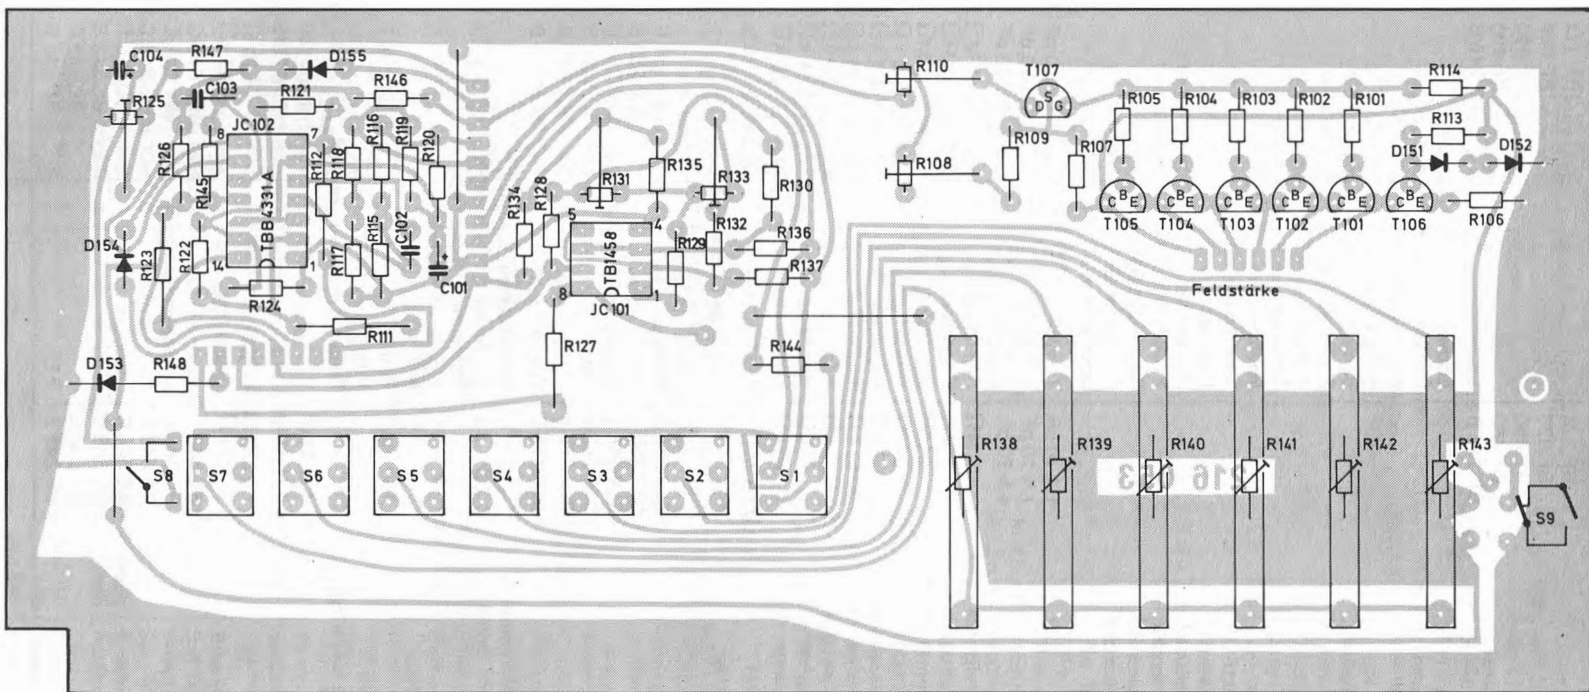 C104
R147
D155
R110
T107
R114
R125
C103
R121
R146
D S G
R105
R104
R103
R102
R101
R113
JC102
8
7
R126
R145
R112
R118
R116
R119
R120
R109
R107
D151
D152
R108
R135
R133
R130
R131
R134
R128
TBB4331A
C B E
C B E
C B E
C B E
C B E
C B E
R106
T105
T104
T103
T102
T101
T106
D154
R123
R122
14
1
R117
R115
C102
C101
5
4
R132
R129
R136
R137
TB1458
8
1
JC101
R124
R111
Feldstärke
R127
R144
D153
R148
S8
S7
S6
S5
S4
S3
S2
S1
R138
R139
R140
R141
R142
R143
S9